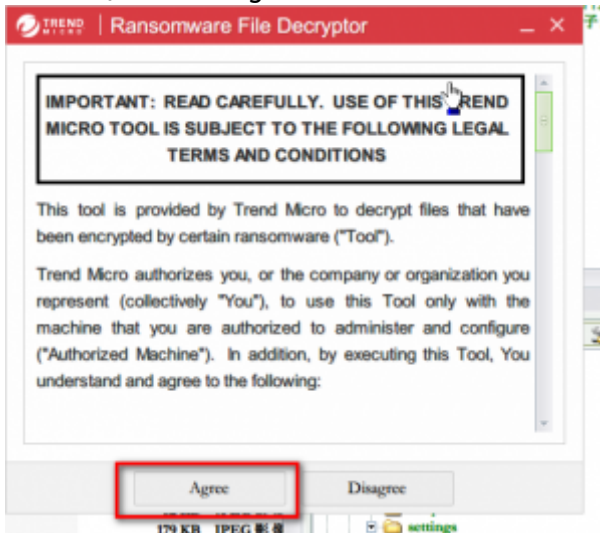 TREND MICRO | Ransomware File Decryptor
IMPORTANT: READ CAREFULLY. USE OF THIS TREND
MICRO TOOL IS SUBJECT TO THE FOLLOWING LEGAL
TERMS AND CONDITIONS
This tool is provided by Trend Micro to decrypt files that have
been encrypted by certain ransomware ("Tool").
Trend Micro authorizes you, or the company or organization you
represent (collectively "You"), to use this Tool only with the
machine that you are authorized to administer and configure
("Authorized Machine"). In addition, by executing this Tool, You
understand and agree to the following:
Agree Disagree
179 KB JPEG 影像 settings